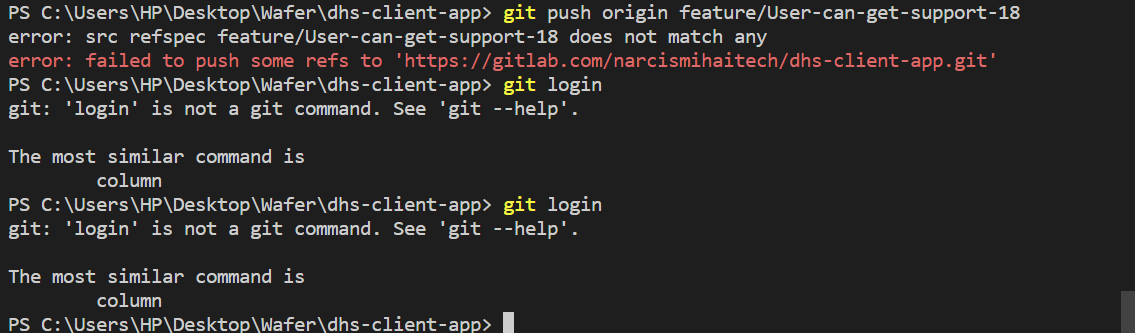 PS C:\Users\HP\Desktop\Wafer\dhs-client-app> git push origin feature/User-can-get-support-18
error: src refspec feature/User-can-get-support-18 does not match any
error: failed to push some refs to 'https://gitlab.com/narcismihaitech/dhs-client-app.git'
PS C:\Users\HP\Desktop\Wafer\dhs-client-app> git login
git: 'login' is not a git command. See 'git --help'.

The most similar command is
        column
PS C:\Users\HP\Desktop\Wafer\dhs-client-app> git login
git: 'login' is not a git command. See 'git --help'.

The most similar command is
        column
PS C:\Users\HP\Desktop\Wafer\dhs-client-app>